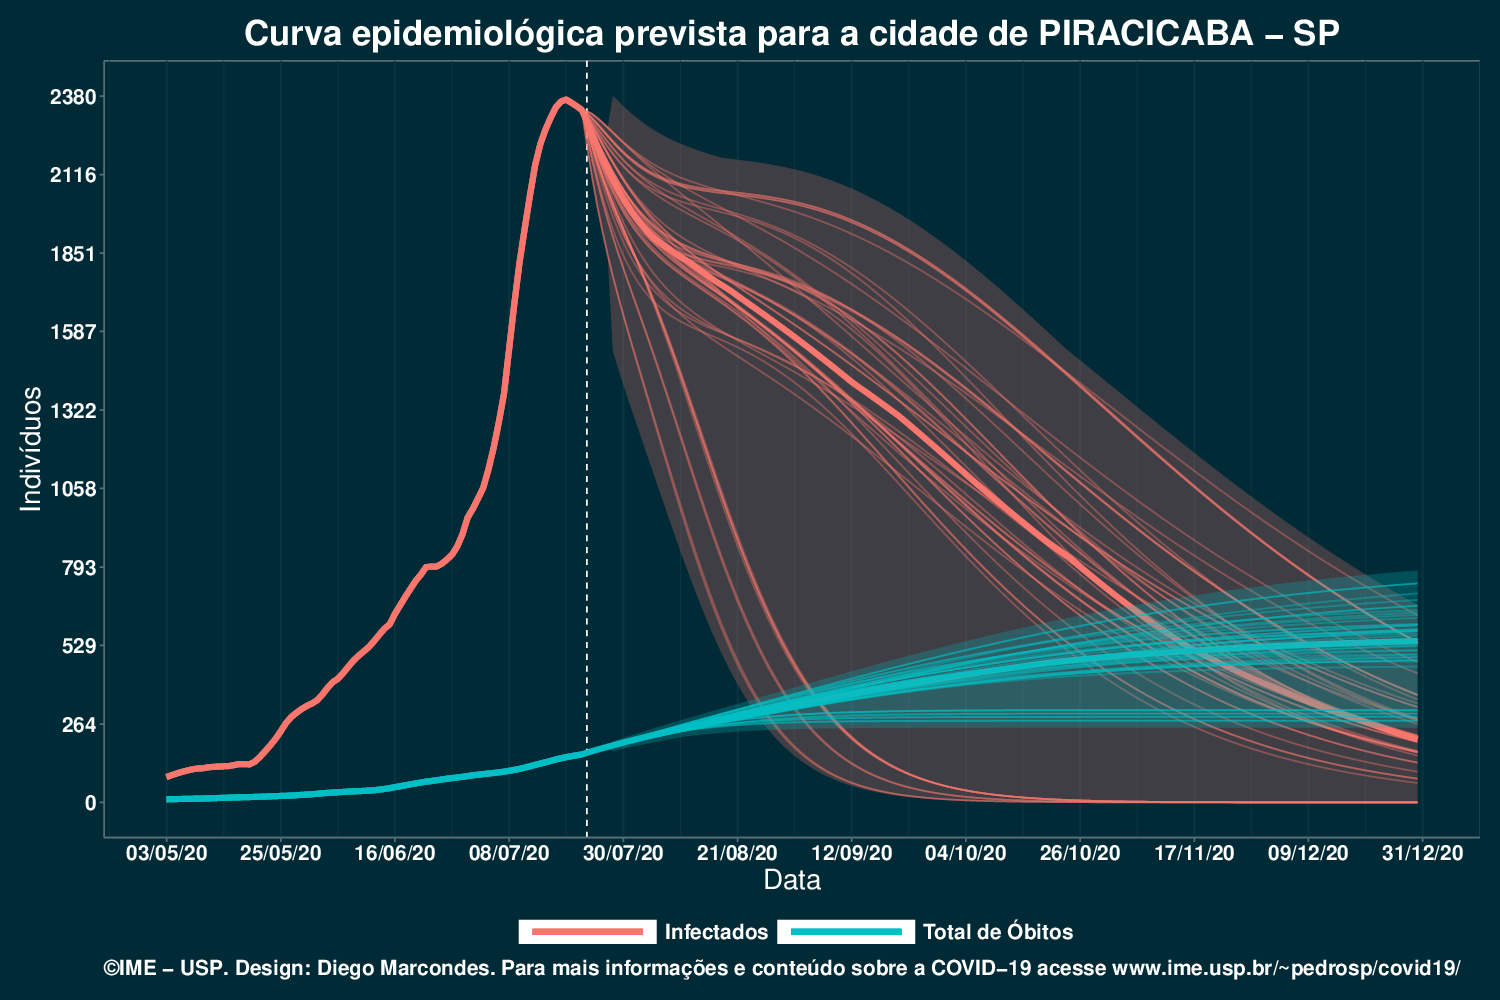 Curva epidemiológica prevista para a cidade de PIRACICABA – SP
2380
2116
1851
1587
1322
1058
793
529
264
0
Indivíduos
03/05/20 25/05/20 16/06/20 08/07/20 30/07/20 21/08/20 12/09/20 04/10/20 26/10/20 17/11/20 09/12/20 31/12/20
Data
Infectados Total de Óbitos
©IME – USP. Design: Diego Marcondes. Para mais informações e conteúdo sobre a COVID–19 acesse www.ime.usp.br/~pedrosp/covid19/